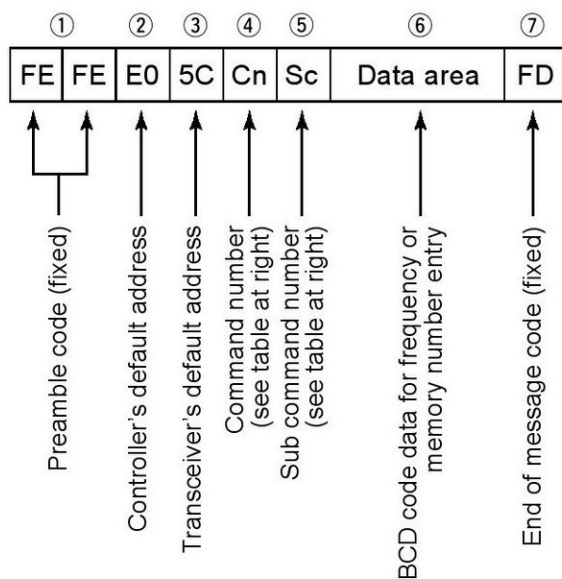 ① ② ③ ④ ⑤ ⑥ ⑦
FE FE E0 5C Cn Sc Data area FD
Preamble code (fixed)
Controller's default address
Transceiver's default address
Command number
(see table at right)
Sub command number
(see table at right)
BCD code data for frequency or
memory number entry
End of message code (fixed)